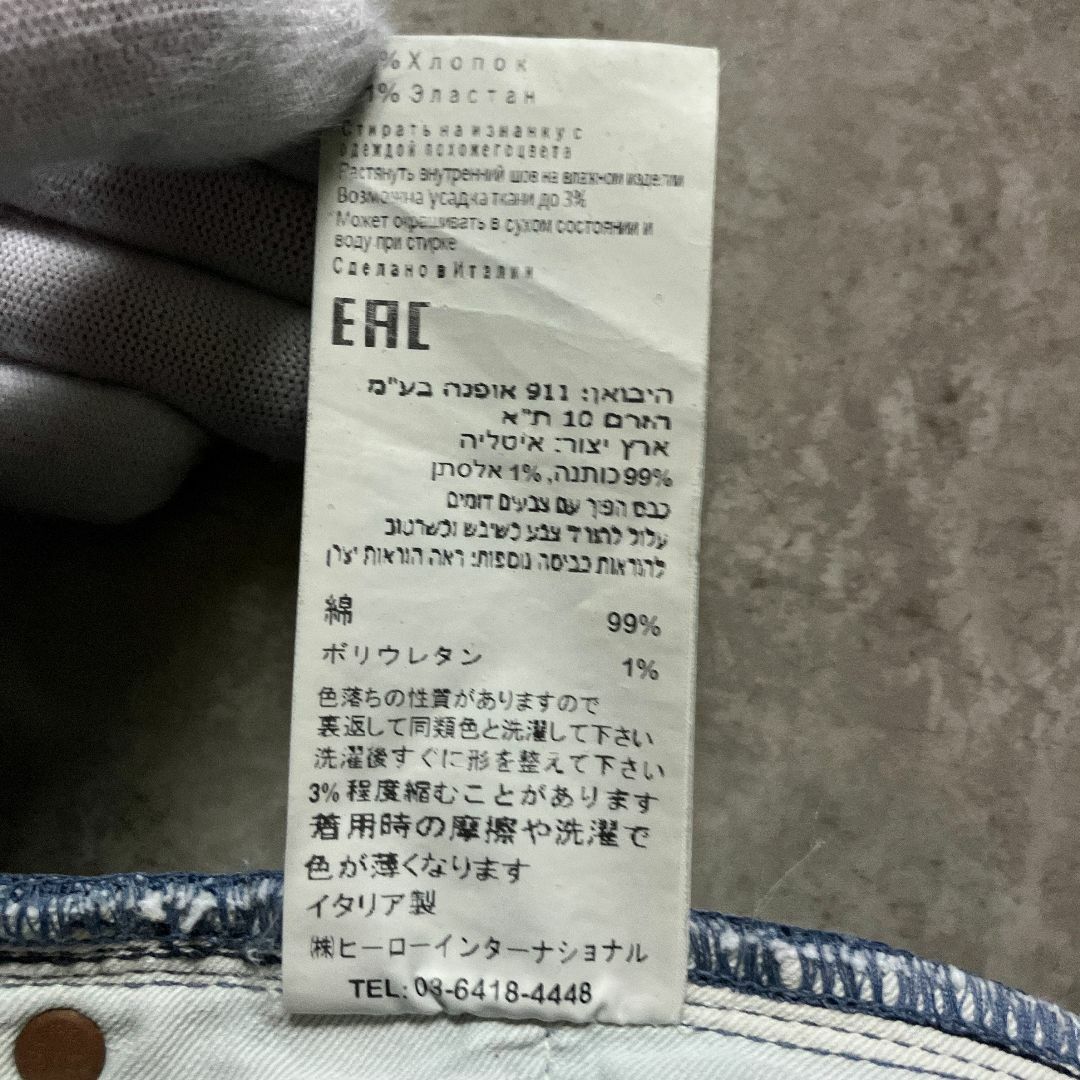 % Хлопок
1% Эластан
Стирать на изнанку с
одеждой похожего цвета
Растянуть внутренний шов на влажном изделии
Возможна усадка ткани до 3%
Может окрашивать в сухом состоянии и
воду при стирке
Сделано в Италии
EAC
היבואן: 911 אופנה בע"מ
הזרם 10 ת"א
ארץ יצור: איטליה
99% כותנה, 1% אלסתן
כבס הפוך עם צבעים דומים
עלול להוריד צבע כשיבש וכשרטוב
להוראות כביסה נוספות: ראה הוראות יצרן
綿 99%
ポリウレタン 1%
色落ちの性質がありますので
裏返して同類色と洗濯して下さい
洗濯後すぐに形を整えて下さい
3%程度縮むことがあります
着用時の摩擦や洗濯で
色が薄くなります
イタリア製
㈱ヒーローインターナショナル
TEL: 03-6418-4448